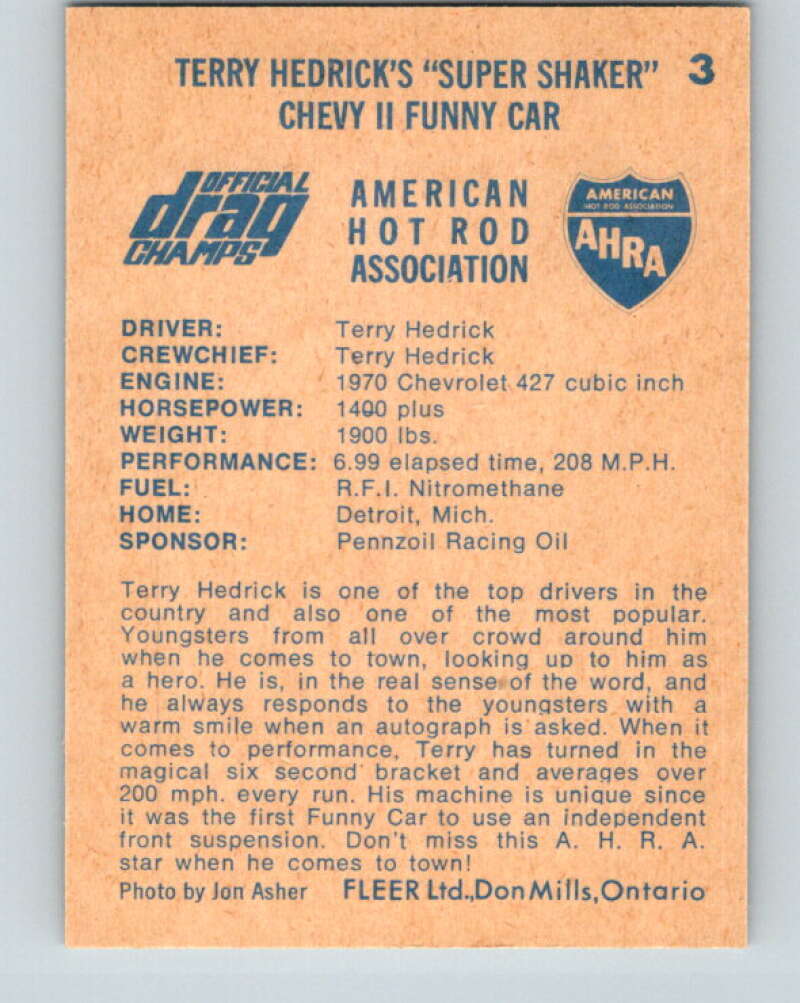 TERRY HEDRICK'S "SUPER SHAKER" 3
CHEVY II FUNNY CAR
OFFICIAL
drag
CHAMPS
AMERICAN
HOT ROD
ASSOCIATION
AMERICAN
HOT ROD ASSOCIATION
AHRA
DRIVER: Terry Hedrick
CREWCHIEF: Terry Hedrick
ENGINE: 1970 Chevrolet 427 cubic inch
HORSEPOWER: 1400 plus
WEIGHT: 1900 lbs.
PERFORMANCE: 6.99 elapsed time, 208 M.P.H.
FUEL: R.F.I. Nitromethane
HOME: Detroit, Mich.
SPONSOR: Pennzoil Racing Oil
Terry Hedrick is one of the top drivers in the
country and also one of the most popular.
Youngsters from all over crowd around him
when he comes to town, looking up to him as
a hero. He is, in the real sense of the word, and
he always responds to the youngsters with a
warm smile when an autograph is asked. When it
comes to performance, Terry has turned in the
magical six second bracket and averages over
200 mph. every run. His machine is unique since
it was the first Funny Car to use an independent
front suspension. Don't miss this A. H. R. A.
star when he comes to town!
Photo by Jon Asher FLEER Ltd., Don Mills, Ontario